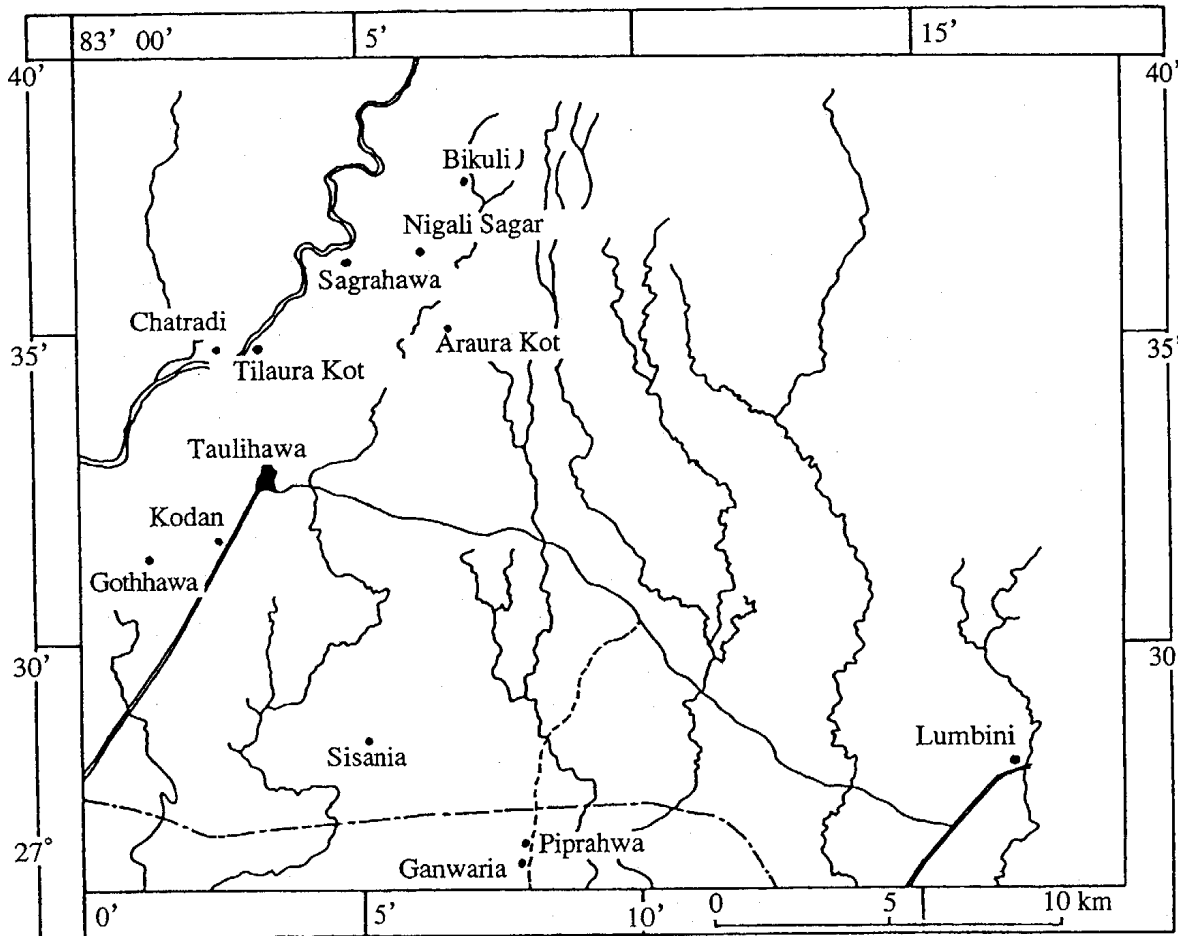 83' 00'
5'
15'
40'
40'
Bikuli
Nigali Sagar
Sagrahawa
Chatradi
Araura Kot
35'
35'
Tilaura Kot
Taulihawa
Kodan
Gothhawa
30'
30
Lumbini
Sisania
27°
Piprahwa
Ganwaria
0'
5'
10'
0
5
10 km